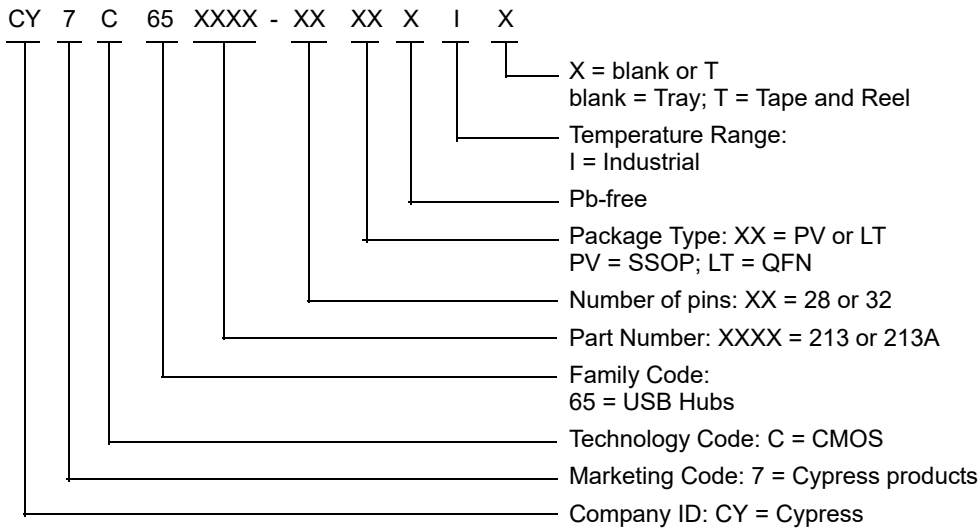 CY 7 C 65 XXXX - XX XX X I X
X = blank or T
blank = Tray; T = Tape and Reel
Temperature Range:
I = Industrial
Pb-free
Package Type: XX = PV or LT
PV = SSOP; LT = QFN
Number of pins: XX = 28 or 32
Part Number: XXXX = 213 or 213A
Family Code:
65 = USB Hubs
Technology Code: C = CMOS
Marketing Code: 7 = Cypress products
Company ID: CY = Cypress